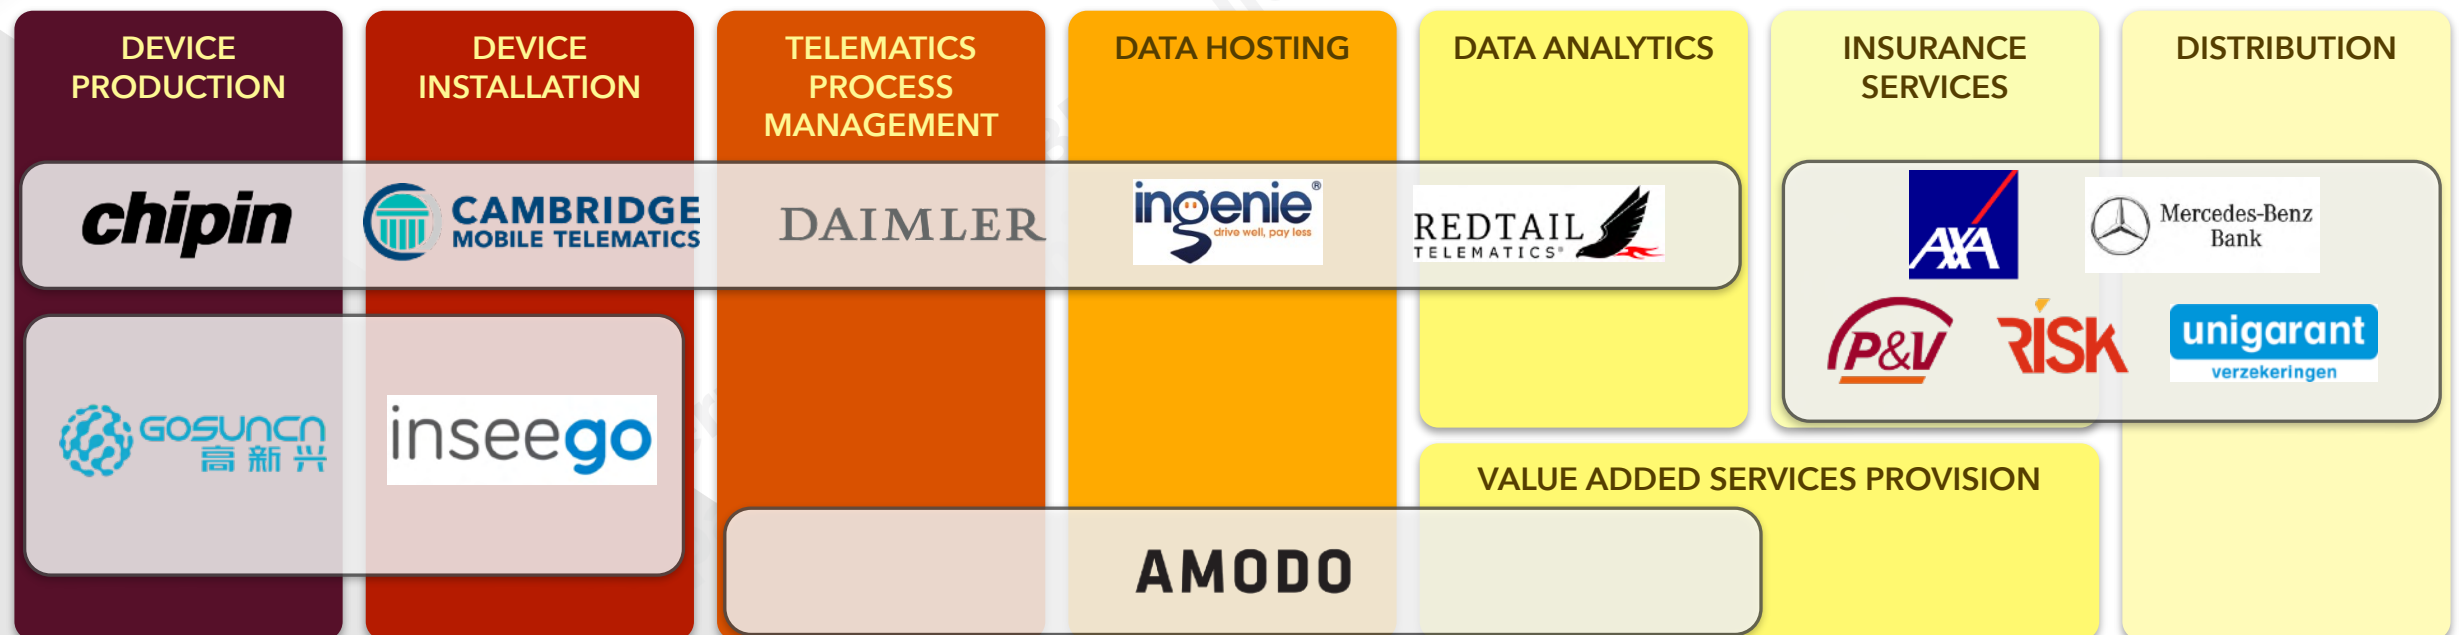 DEVICE
PRODUCTION
DEVICE
INSTALLATION
TELEMATICS
PROCESS
MANAGEMENT
DATA HOSTING
DATA ANALYTICS
INSURANCE
SERVICES
DISTRIBUTION
chipin
CAMBRIDGE
MOBILE TELEMATICS
DAIMLER
ingenie®
drive well, pay less
REDTAIL
TELEMATICS®
AXA
Mercedes-Benz
Bank
P&V
RISK
unigarant
verzekeringen
GOSUNCN
高新兴
inseego
VALUE ADDED SERVICES PROVISION
AMODO